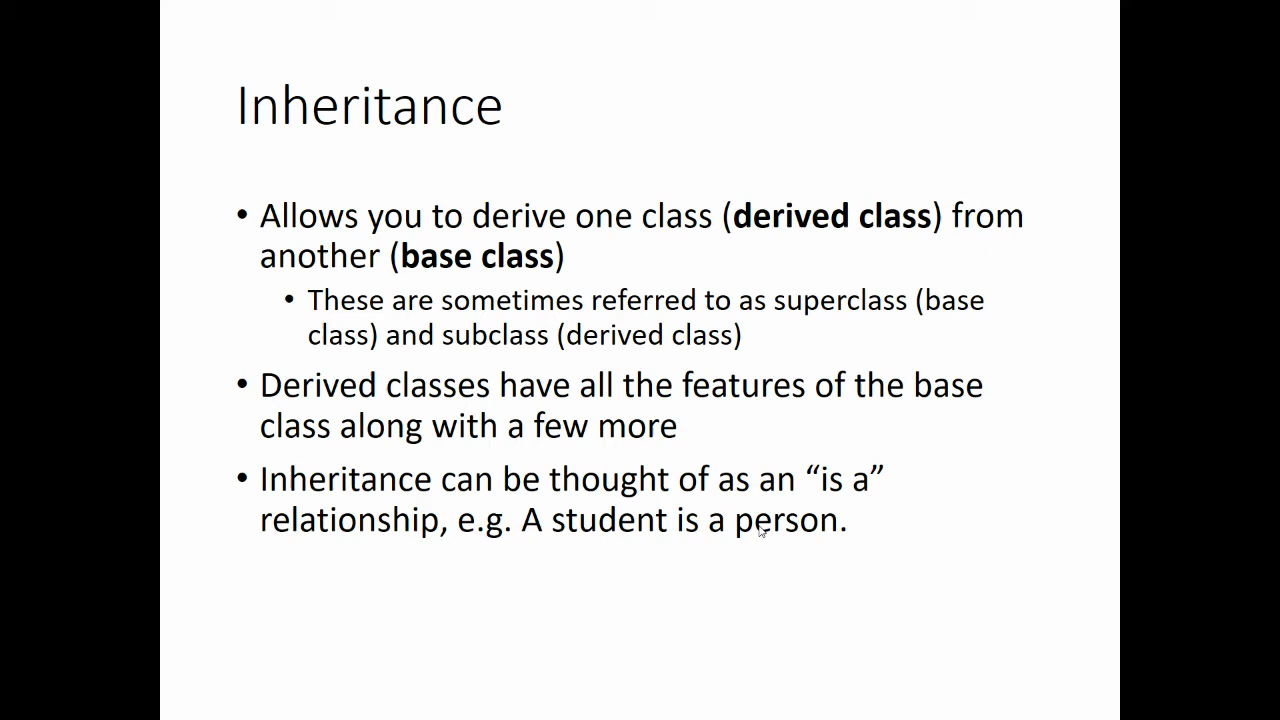 Inheritance
• Allows you to derive one class (derived class) from
another (base class)
• These are sometimes referred to as superclass (base
class) and subclass (derived class)
• Derived classes have all the features of the base
class along with a few more
• Inheritance can be thought of as an “is a”
relationship, e.g. A student is a person.